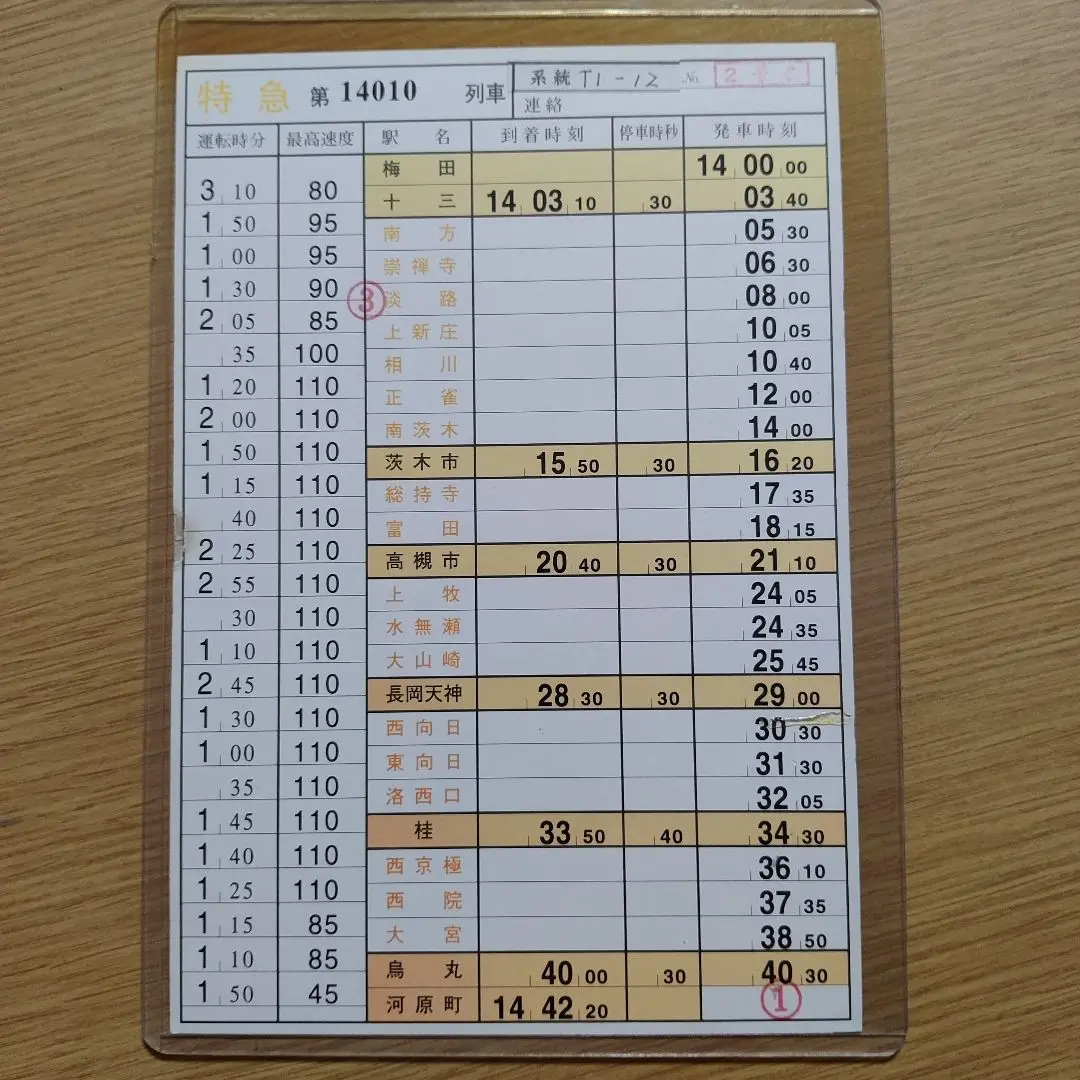 特急 第 14010 列車 系統 T1-12 No. 2
連絡
運転時分 最高速度 駅名 到着時刻 停車時秒 発車時刻
梅田 14 00 00
3 10 80 十三 14 03 10 30 03 40
1 50 95 南方 05 30
1 00 95 崇禅寺 06 30
1 30 90 ③ 淡路 08 00
2 05 85 上新庄 10 05
35 100 相川 10 40
1 20 110 正雀 12 00
2 00 110 南茨木 14 00
1 50 110 茨木市 15 50 30 16 20
1 15 110 総持寺 17 35
40 110 富田 18 15
2 25 110 高槻市 20 40 30 21 10
2 55 110 上牧 24 05
30 110 水無瀬 24 35
1 10 110 大山崎 25 45
2 45 110 長岡天神 28 30 30 29 00
1 30 110 西向日 30 30
1 00 110 東向日 31 30
35 110 洛西口 32 05
1 45 110 桂 33 50 40 34 30
1 40 110 西京極 36 10
1 25 110 西院 37 35
1 15 85 大宮 38 50
1 10 85 烏丸 40 00 30 40 30
1 50 45 河原町 14 42 20 ①